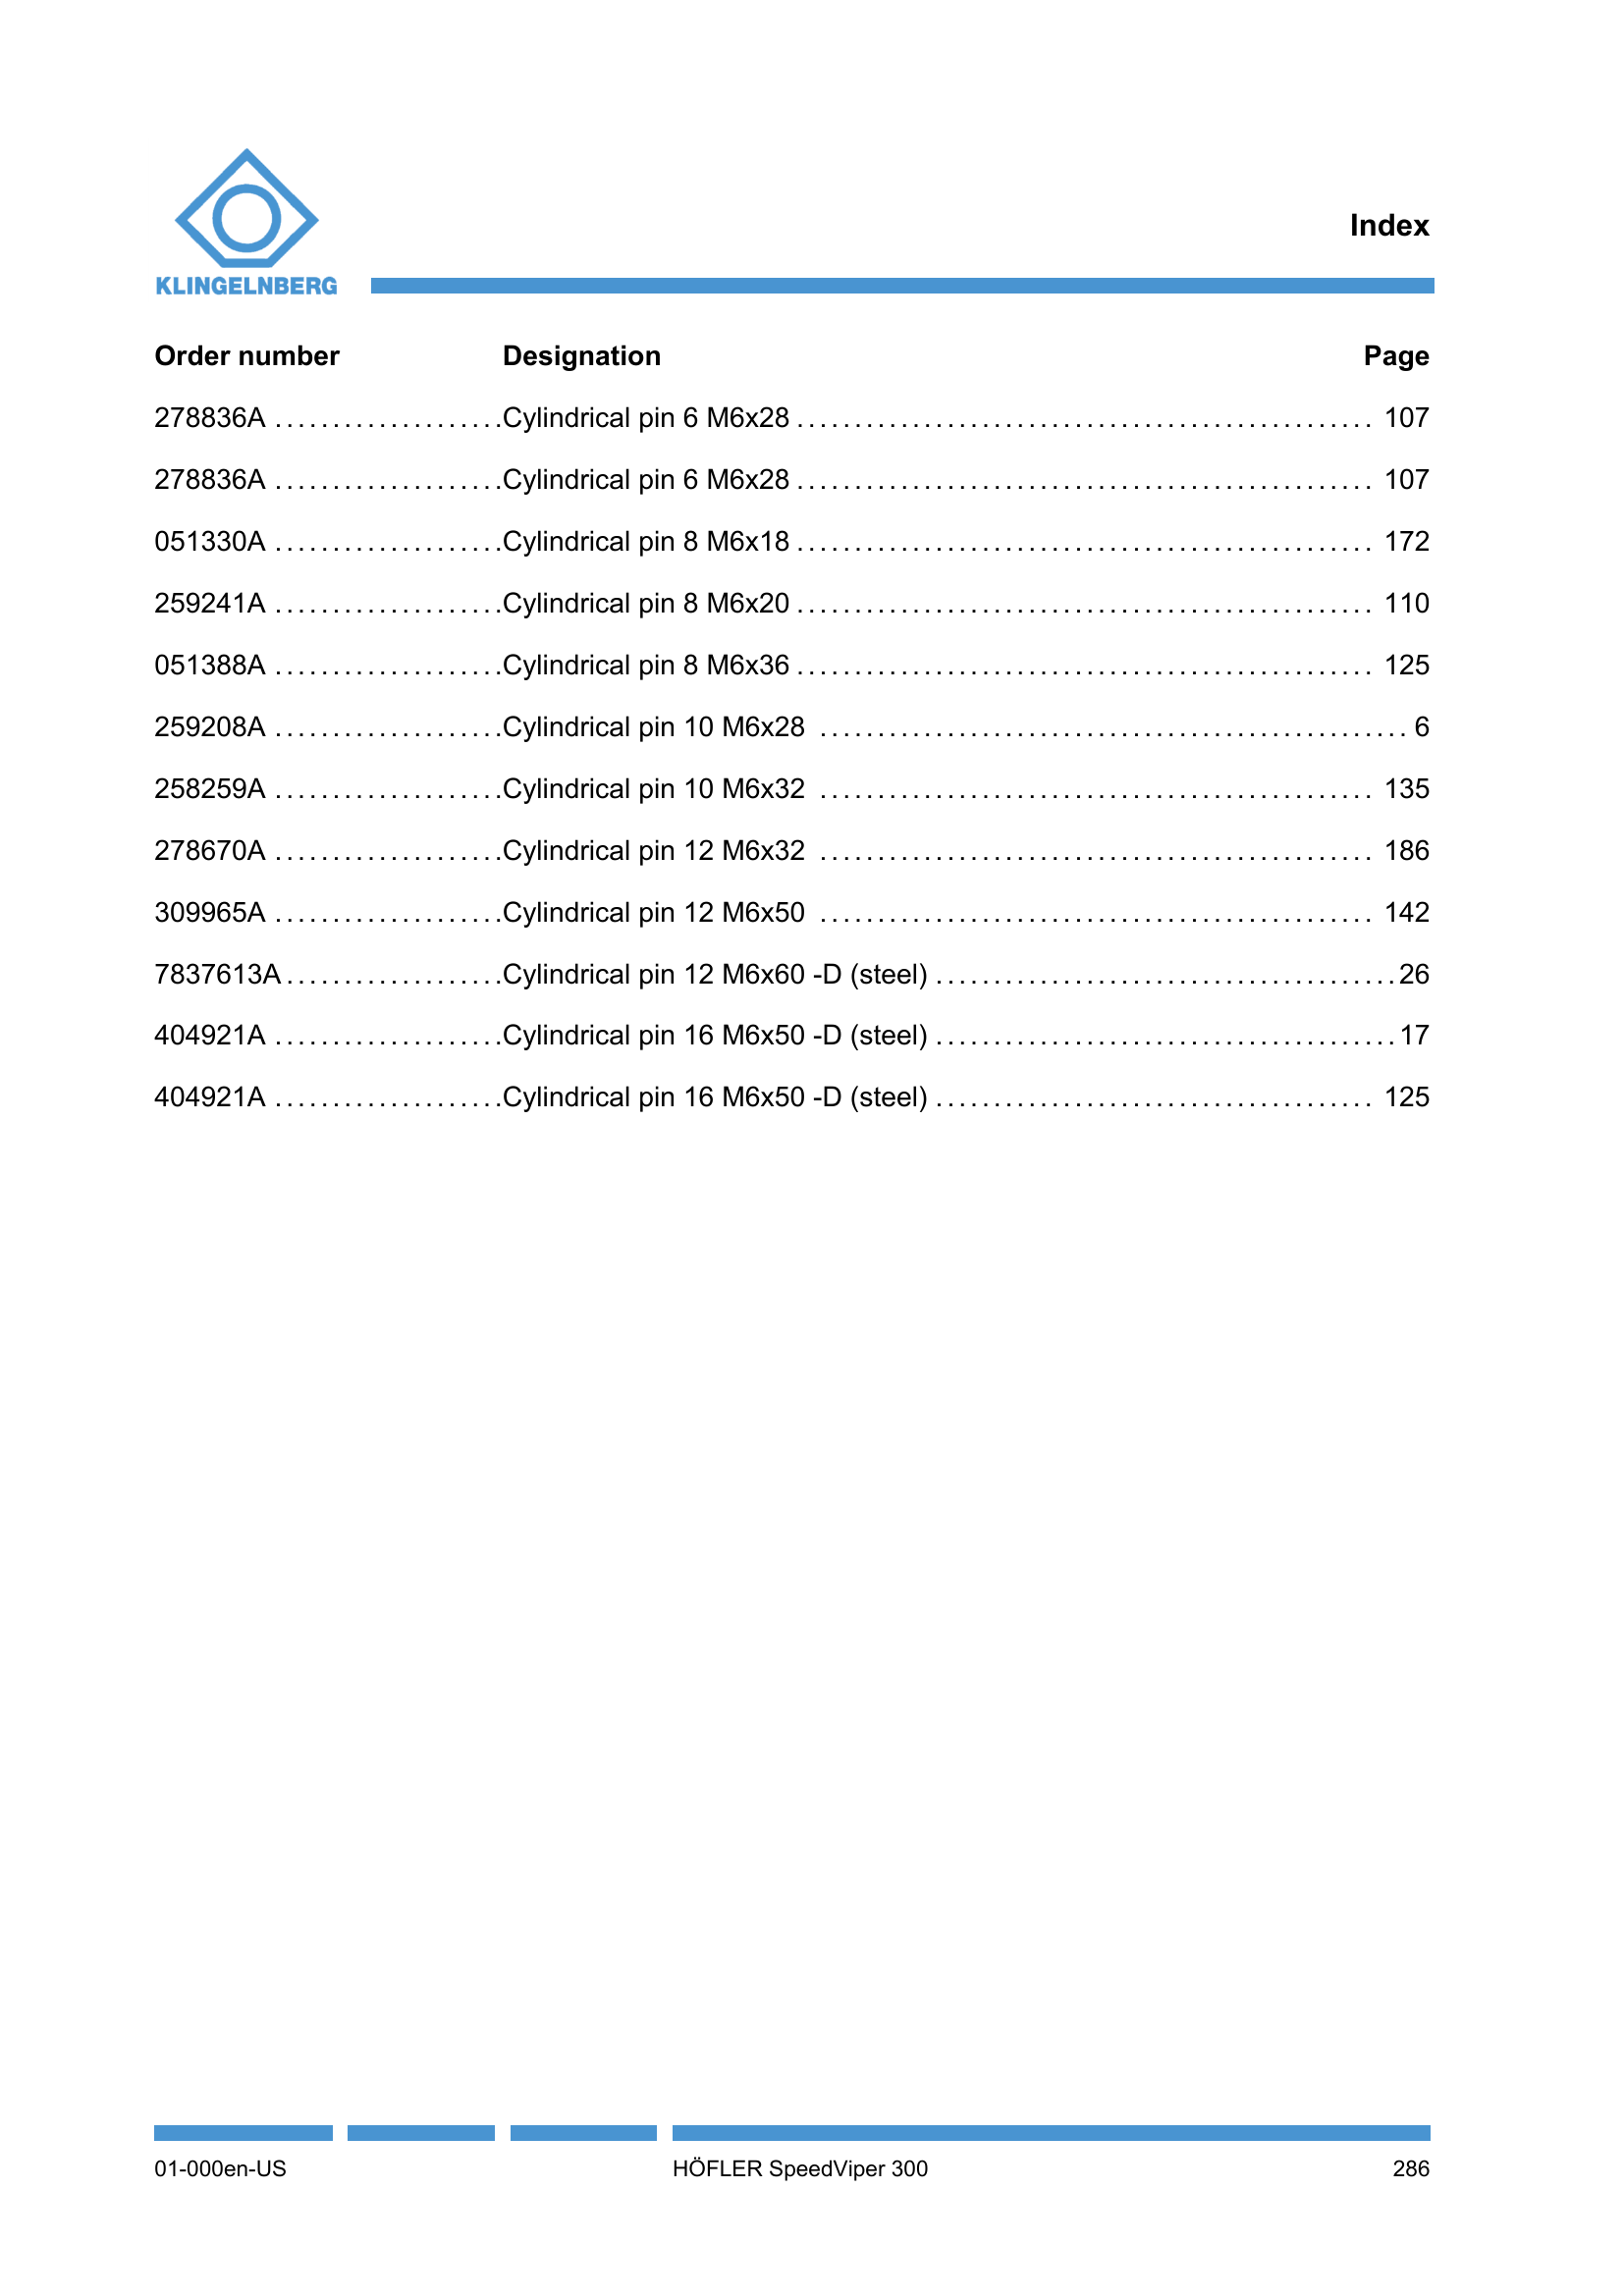 KLINGELNBERG
Index
Order number Designation Page
278836A ....................Cylindrical pin 6 M6x28 .................................................. 107
278836A ....................Cylindrical pin 6 M6x28 .................................................. 107
051330A ....................Cylindrical pin 8 M6x18 .................................................. 172
259241A ....................Cylindrical pin 8 M6x20 .................................................. 110
051388A ....................Cylindrical pin 8 M6x36 .................................................. 125
259208A ....................Cylindrical pin 10 M6x28 ................................................... 6
258259A ....................Cylindrical pin 10 M6x32 ................................................ 135
278670A ....................Cylindrical pin 12 M6x32 ................................................ 186
309965A ....................Cylindrical pin 12 M6x50 ................................................ 142
7837613A...................Cylindrical pin 12 M6x60 -D (steel) ........................................26
404921A ....................Cylindrical pin 16 M6x50 -D (steel) ........................................17
404921A ....................Cylindrical pin 16 M6x50 -D (steel) ...................................... 125
01-000en-US HÖFLER SpeedViper 300 286